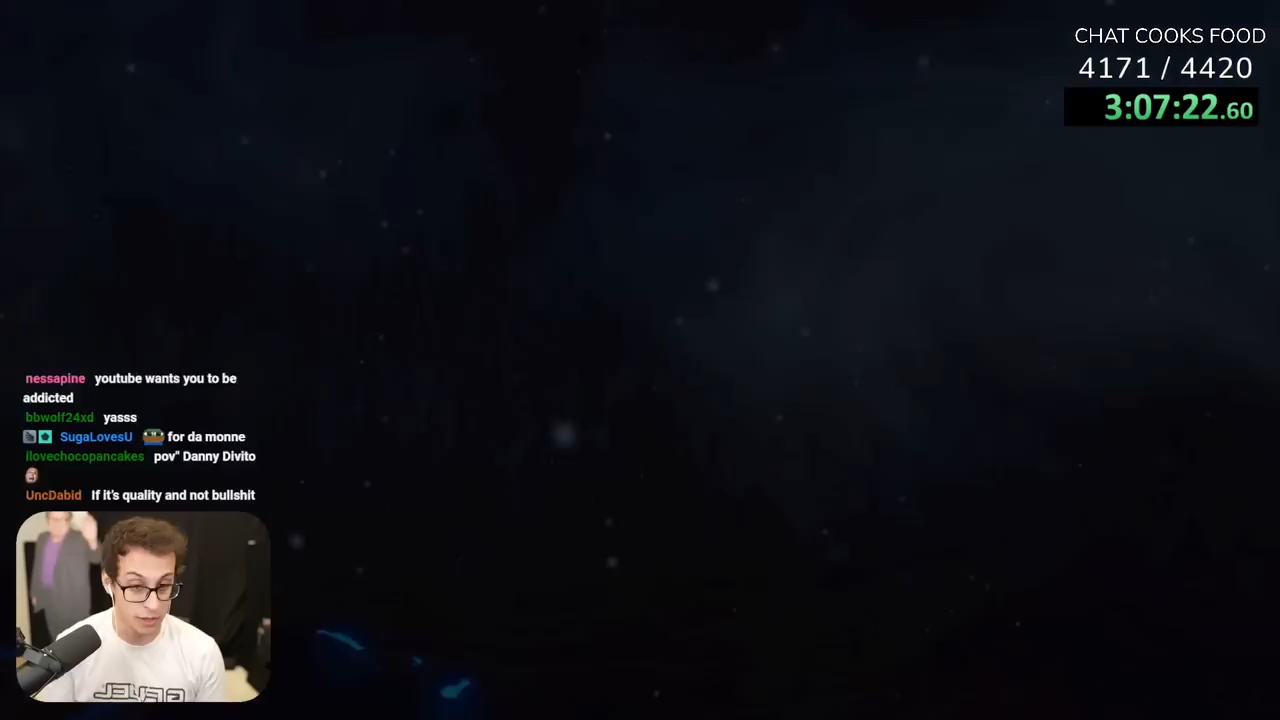 CHAT COOKS FOOD
4171 / 4420
3:07:22.60
nessapine youtube wants you to be
addicted
bbwolf24xd yasss
SugaLovesU for da monne
ilovechocopancakes pov" Danny Divito
UncDabid If it's quality and not bullshit